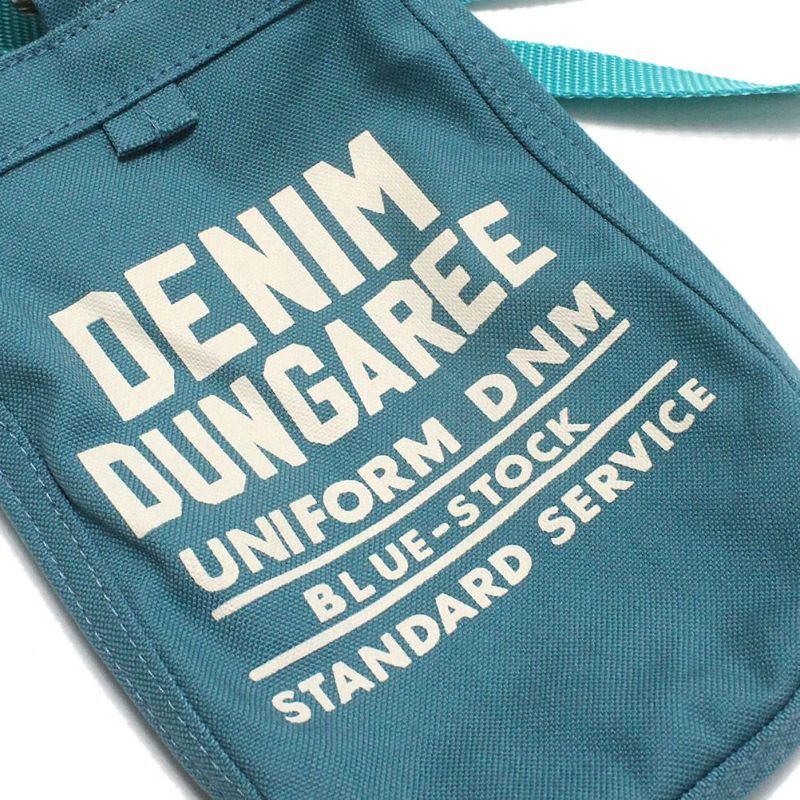 DENIM
DUNGAREE
UNIFORM DNM
BLUE-STOCK
STANDARD SERVICE